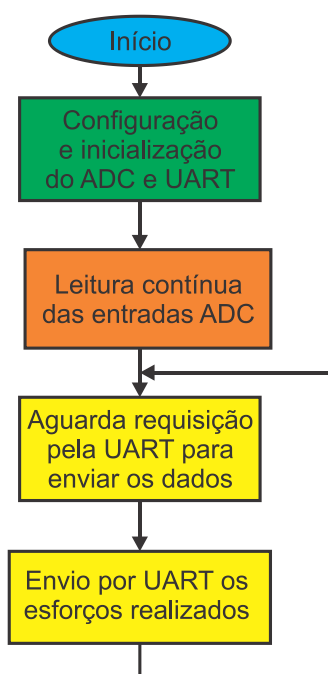 Início
Configuração
e inicialização
do ADC e UART
Leitura contínua
das entradas ADC
Aguarda requisição
pela UART para
enviar os dados
Envio por UART os
esforços realizados